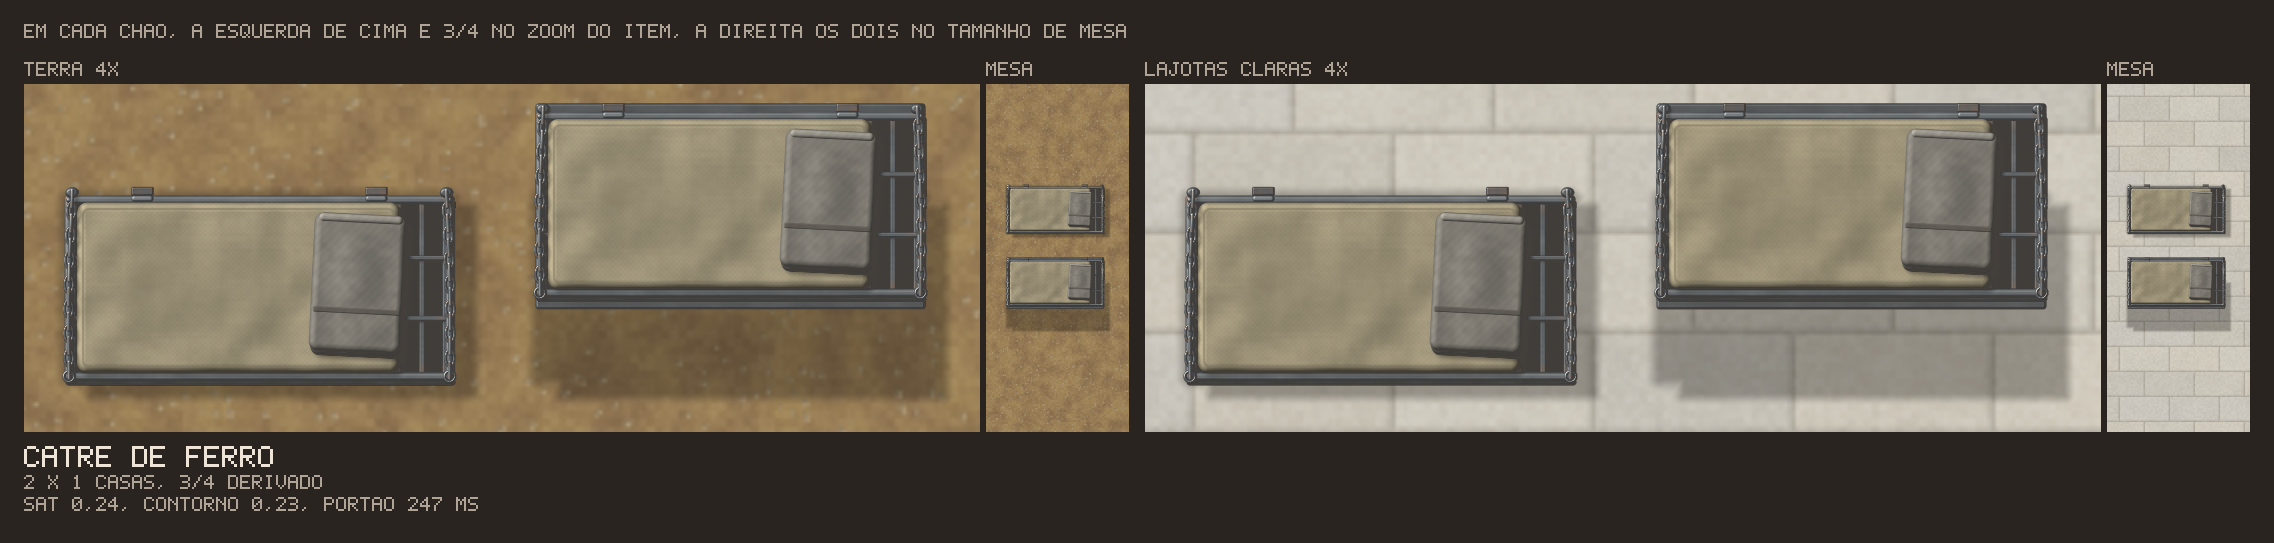 EM CADA CHAO, A ESQUERDA DE CIMA E 3/4 NO ZOOM DO ITEM, A DIREITA OS DOIS NO TAMANHO DE MESA
TERRA 4X
MESA
LAJOTAS CLARAS 4X
MESA
CATRE DE FERRO
2 X 1 CASAS, 3/4 DERIVADO
SAT 0,24, CONTORNO 0,23, PORTAO 247 MS